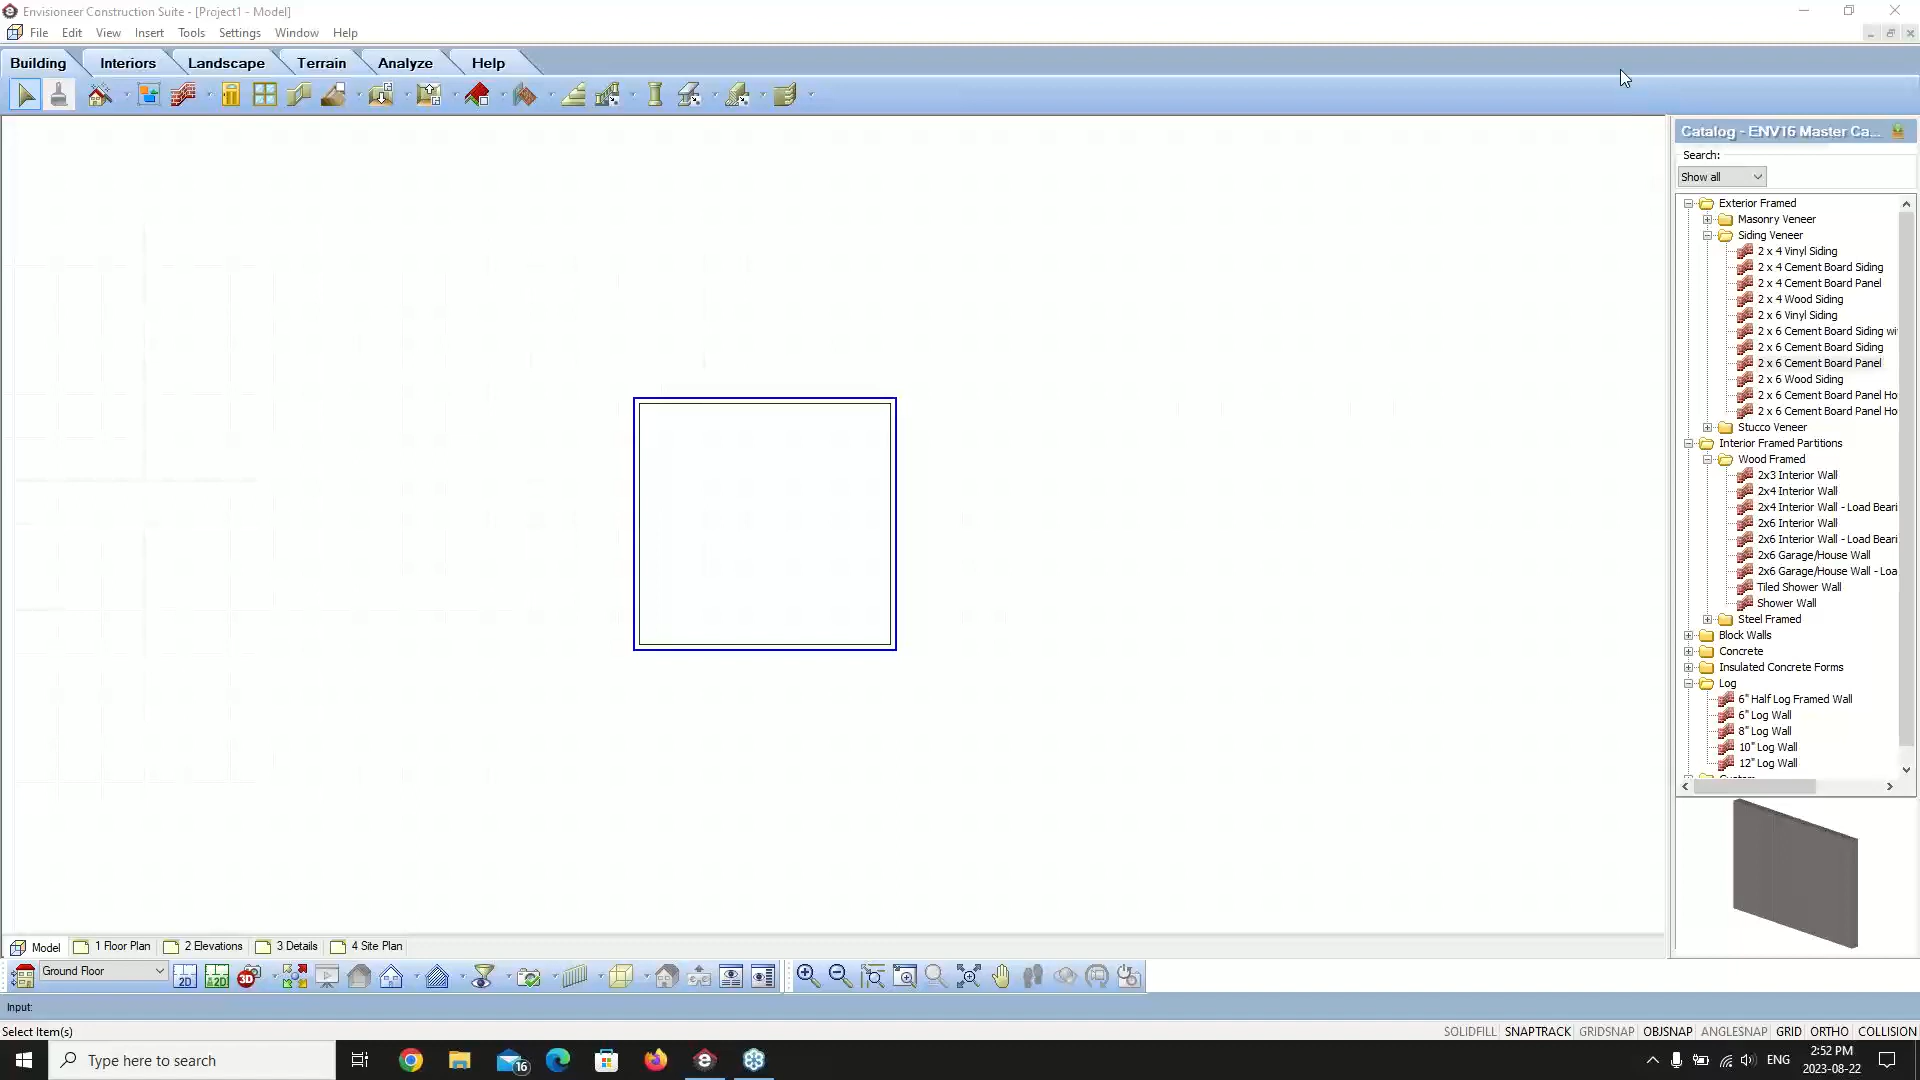 Envisioneer Construction Suite - [Project1 - Model]
File Edit View Insert Tools Settings Window Help
Building Interiors Landscape Terrain Analyze Help
Catalog - ENV16 Master Ca...
Search:
Show all
Exterior Framed
Masonry Veneer
Siding Veneer
2 x 4 Vinyl Siding
2 x 4 Cement Board Siding
2 x 4 Cement Board Panel
2 x 4 Wood Siding
2 x 6 Vinyl Siding
2 x 6 Cement Board Siding wi
2 x 6 Cement Board Siding
2 x 6 Cement Board Panel
2 x 6 Wood Siding
2 x 6 Cement Board Panel Ho
2 x 6 Cement Board Panel Ho
Stucco Veneer
Interior Framed Partitions
Wood Framed
2x3 Interior Wall
2x4 Interior Wall
2x4 Interior Wall - Load Beari
2x6 Interior Wall
2x6 Interior Wall - Load Beari
2x6 Garage/House Wall
2x6 Garage/House Wall - Loa
Tiled Shower Wall
Shower Wall
Steel Framed
Block Walls
Concrete
Insulated Concrete Forms
Log
6" Half Log Framed Wall
6" Log Wall
8" Log Wall
10" Log Wall
12" Log Wall
Model 1 Floor Plan 2 Elevations 3 Details 4 Site Plan
Ground Floor 2D 2D 3D
Input:
Select Item(s)
SOLIDFILL SNAPTRACK GRIDSNAP OBJSNAP ANGLESNAP GRID ORTHO COLLISION
Type here to search
16
ENG
2:52 PM
2023-08-22